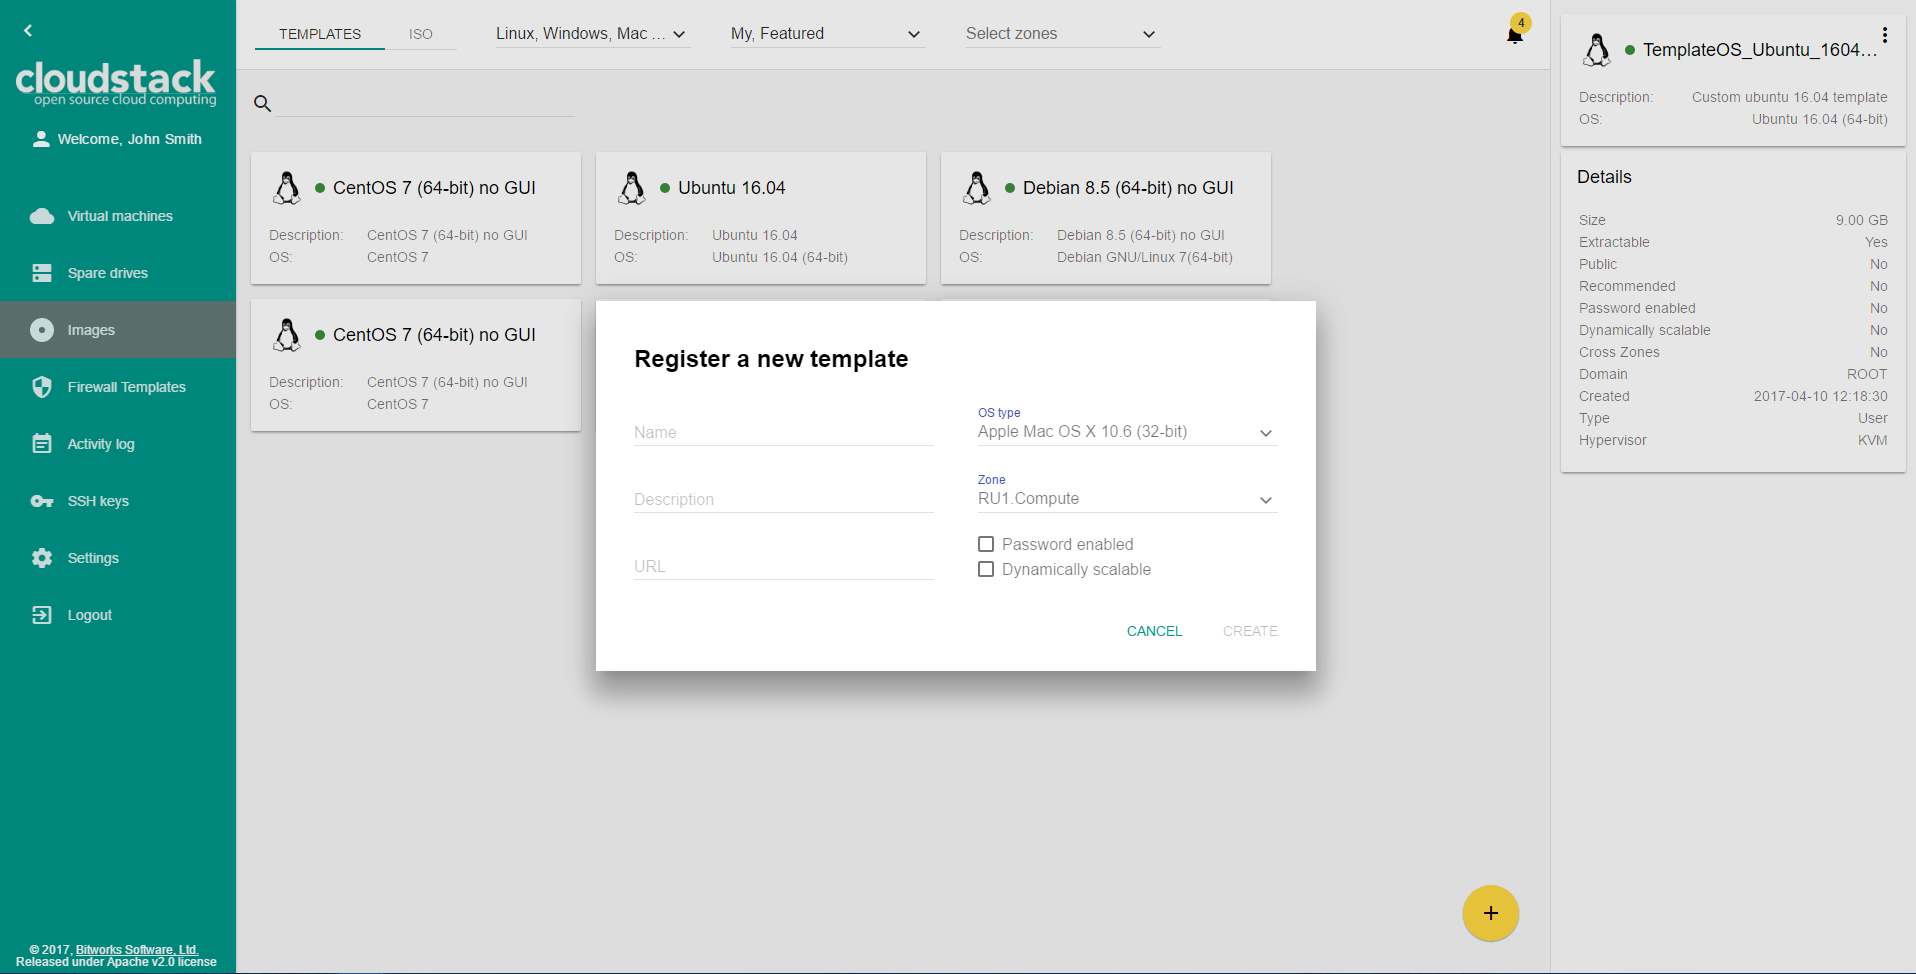 cloudstack
open source cloud computing
Welcome, John Smith
Virtual machines
Spare drives
Images
Firewall Templates
Activity log
SSH keys
Settings
Logout
© 2017, Bitworks Software, Ltd.
Released under Apache v2.0 license
TEMPLATES
ISO
Linux, Windows, Mac ...
My, Featured
Select zones
4
CentOS 7 (64-bit) no GUI
Description: CentOS 7 (64-bit) no GUI
OS: CentOS 7
Ubuntu 16.04
Description: Ubuntu 16.04
OS: Ubuntu 16.04 (64-bit)
Debian 8.5 (64-bit) no GUI
Description: Debian 8.5 (64-bit) no GUI
OS: Debian GNU/Linux 7(64-bit)
CentOS 7 (64-bit) no GUI
Description: CentOS 7 (64-bit) no GUI
OS: CentOS 7
Register a new template
Name
Description
URL
OS type
Apple Mac OS X 10.6 (32-bit)
Zone
RU1.Compute
Password enabled
Dynamically scalable
CANCEL
CREATE
TemplateOS_Ubuntu_1604...
Description: Custom ubuntu 16.04 template
OS: Ubuntu 16.04 (64-bit)
Details
Size 9.00 GB
Extractable Yes
Public No
Recommended No
Password enabled No
Dynamically scalable No
Cross Zones No
Domain ROOT
Created 2017-04-10 12:18:30
Type User
Hypervisor KVM